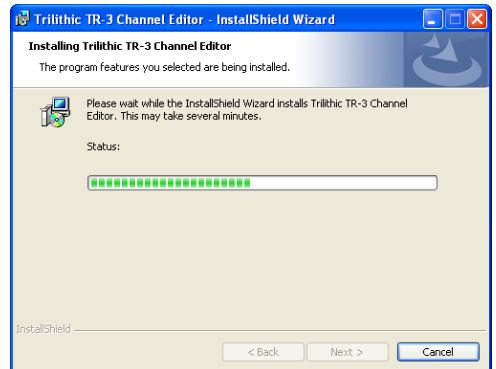 Trilithic TR-3 Channel Editor - InstallShield Wizard
Installing Trilithic TR-3 Channel Editor
The program features you selected are being installed.
Please wait while the InstallShield Wizard installs Trilithic TR-3 Channel
Editor. This may take several minutes.
Status:
InstallShield
< Back Next > Cancel